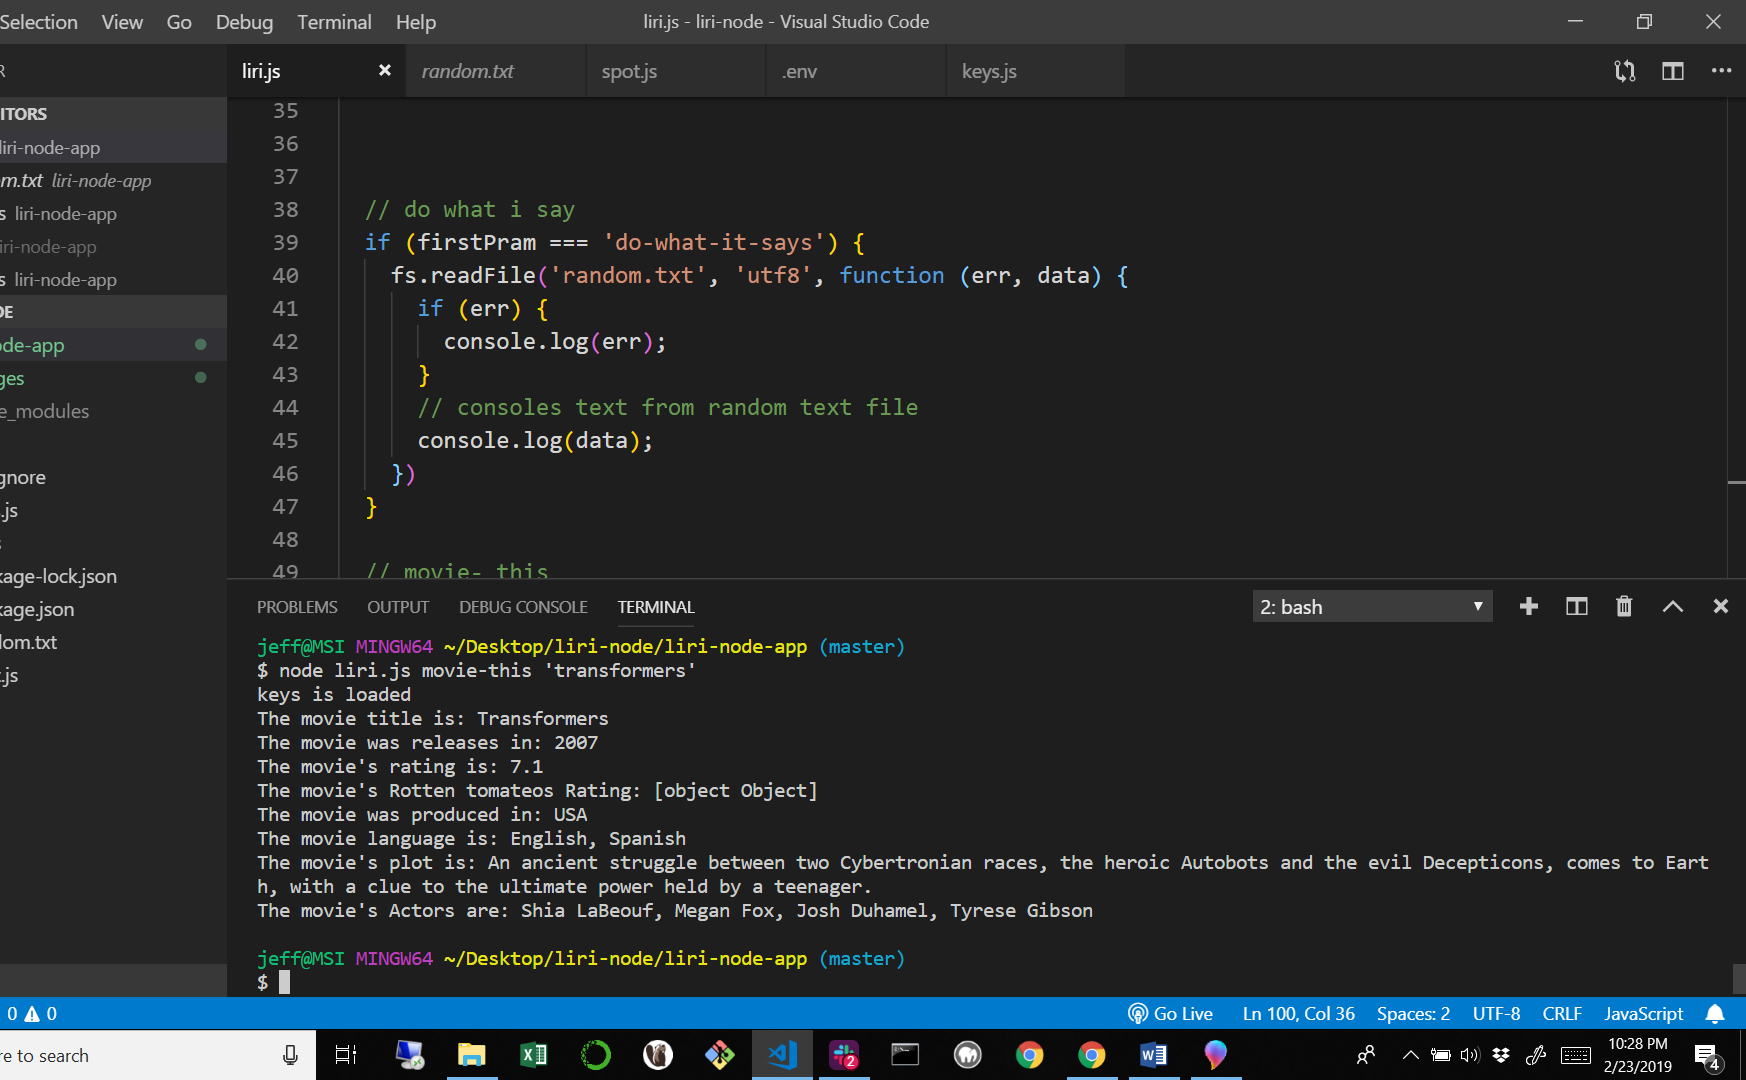 Selection View Go Debug Terminal Help liri.js - liri-node - Visual Studio Code
R
liri.js random.txt spot.js .env keys.js
ITORS
liri-node-app
m.txt liri-node-app
s liri-node-app
iri-node-app
s liri-node-app
DE
ode-app
ges
e_modules
gnore
.js
s
kage-lock.json
kage.json
dom.txt
t.js
35
36
37
38 // do what i say
39 if (firstPram === 'do-what-it-says') {
40 fs.readFile('random.txt', 'utf8', function (err, data) {
41 if (err) {
42 console.log(err);
43 }
44 // consoles text from random text file
45 console.log(data);
46 })
47 }
48
49 // movie- this
PROBLEMS OUTPUT DEBUG CONSOLE TERMINAL 2: bash
jeff@MSI MINGW64 ~/Desktop/liri-node/liri-node-app (master)
$ node liri.js movie-this 'transformers'
keys is loaded
The movie title is: Transformers
The movie was releases in: 2007
The movie's rating is: 7.1
The movie's Rotten tomateos Rating: [object Object]
The movie was produced in: USA
The movie language is: English, Spanish
The movie's plot is: An ancient struggle between two Cybertronian races, the heroic Autobots and the evil Decepticons, comes to Eart
h, with a clue to the ultimate power held by a teenager.
The movie's Actors are: Shia LaBeouf, Megan Fox, Josh Duhamel, Tyrese Gibson
jeff@MSI MINGW64 ~/Desktop/liri-node/liri-node-app (master)
$
0 0 Go Live Ln 100, Col 36 Spaces: 2 UTF-8 CRLF JavaScript
re to search 2 10:28 PM
2/23/2019 4